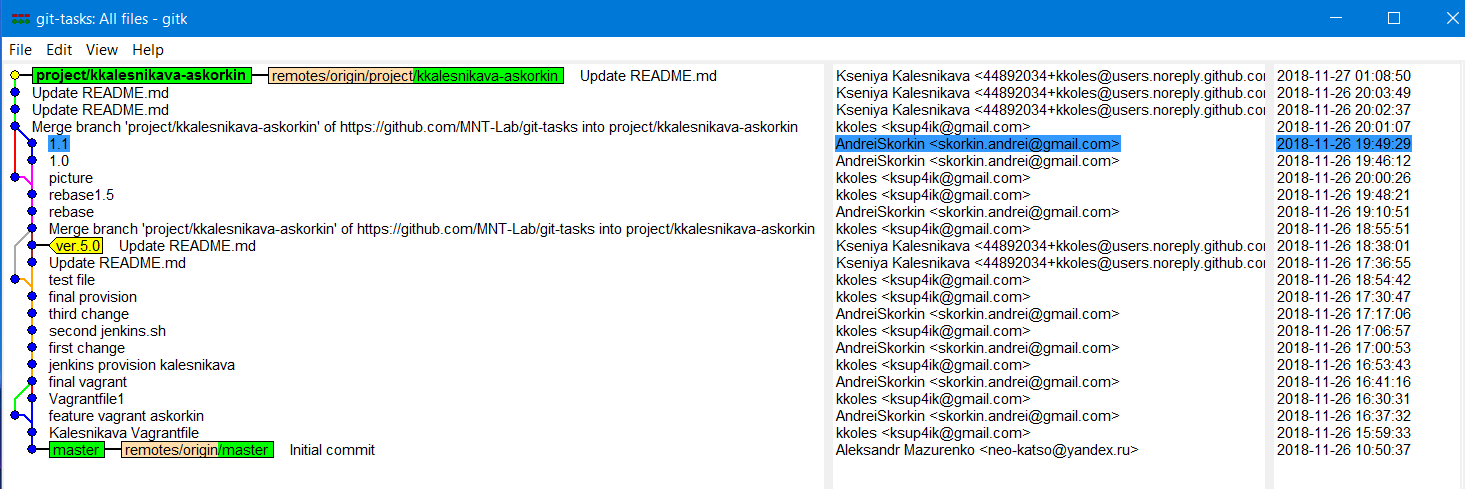 git-tasks: All files - gitk
File Edit View Help
project/kkalesnikava-askorkin remotes/origin/project/kkalesnikava-askorkin Update README.md Kseniya Kalesnikava <44892034+kkoles@users.noreply.github.com 2018-11-27 01:08:50
Update README.md Kseniya Kalesnikava <44892034+kkoles@users.noreply.github.com 2018-11-26 20:03:49
Update README.md Kseniya Kalesnikava <44892034+kkoles@users.noreply.github.com 2018-11-26 20:02:37
Merge branch 'project/kkalesnikava-askorkin' of https://github.com/MNT-Lab/git-tasks into project/kkalesnikava-askorkin kkoles <ksup4ik@gmail.com> 2018-11-26 20:01:07
1.1 AndreiSkorkin <skorkin.andrei@gmail.com> 2018-11-26 19:49:29
1.0 AndreiSkorkin <skorkin.andrei@gmail.com> 2018-11-26 19:46:12
picture kkoles <ksup4ik@gmail.com> 2018-11-26 20:00:26
rebase1.5 kkoles <ksup4ik@gmail.com> 2018-11-26 19:48:21
rebase AndreiSkorkin <skorkin.andrei@gmail.com> 2018-11-26 19:10:51
Merge branch 'project/kkalesnikava-askorkin' of https://github.com/MNT-Lab/git-tasks into project/kkalesnikava-askorkin kkoles <ksup4ik@gmail.com> 2018-11-26 18:55:51
ver.5.0 Update README.md Kseniya Kalesnikava <44892034+kkoles@users.noreply.github.com 2018-11-26 18:38:01
Update README.md Kseniya Kalesnikava <44892034+kkoles@users.noreply.github.com 2018-11-26 17:36:55
test file kkoles <ksup4ik@gmail.com> 2018-11-26 18:54:42
final provision kkoles <ksup4ik@gmail.com> 2018-11-26 17:30:47
third change AndreiSkorkin <skorkin.andrei@gmail.com> 2018-11-26 17:17:06
second jenkins.sh kkoles <ksup4ik@gmail.com> 2018-11-26 17:06:57
first change AndreiSkorkin <skorkin.andrei@gmail.com> 2018-11-26 17:00:53
jenkins provision kalesnikava kkoles <ksup4ik@gmail.com> 2018-11-26 16:53:43
final vagrant AndreiSkorkin <skorkin.andrei@gmail.com> 2018-11-26 16:41:16
Vagrantfile1 kkoles <ksup4ik@gmail.com> 2018-11-26 16:30:31
feature vagrant askorkin AndreiSkorkin <skorkin.andrei@gmail.com> 2018-11-26 16:37:32
Kalesnikava Vagrantfile kkoles <ksup4ik@gmail.com> 2018-11-26 15:59:33
master remotes/origin/master Initial commit Aleksandr Mazurenko <neo-katso@yandex.ru> 2018-11-26 10:50:37